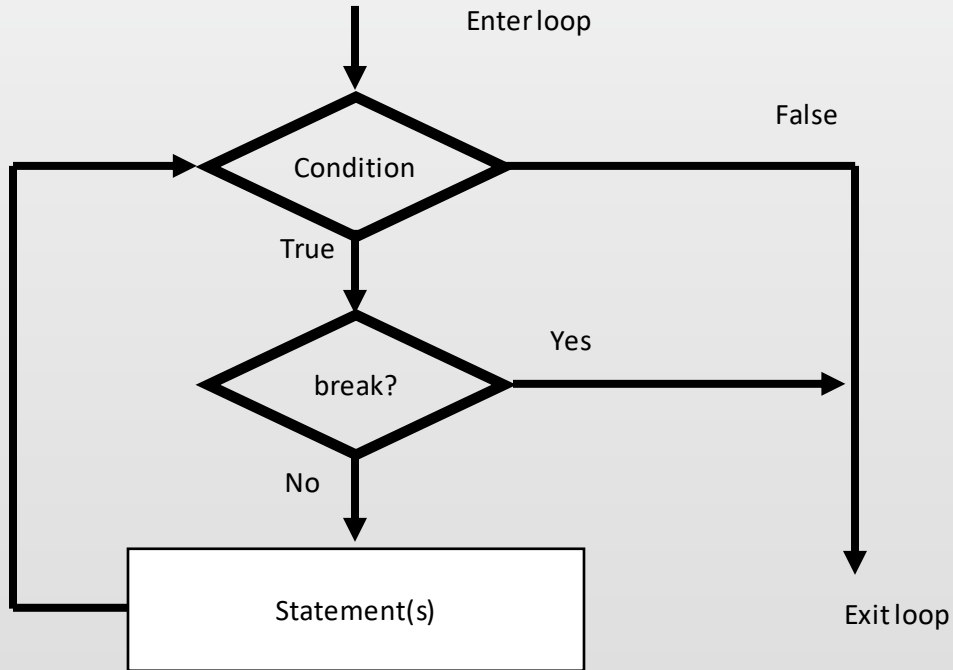 Enter loop
False
Condition
True
Yes
break?
No
Statement(s)
Exit loop